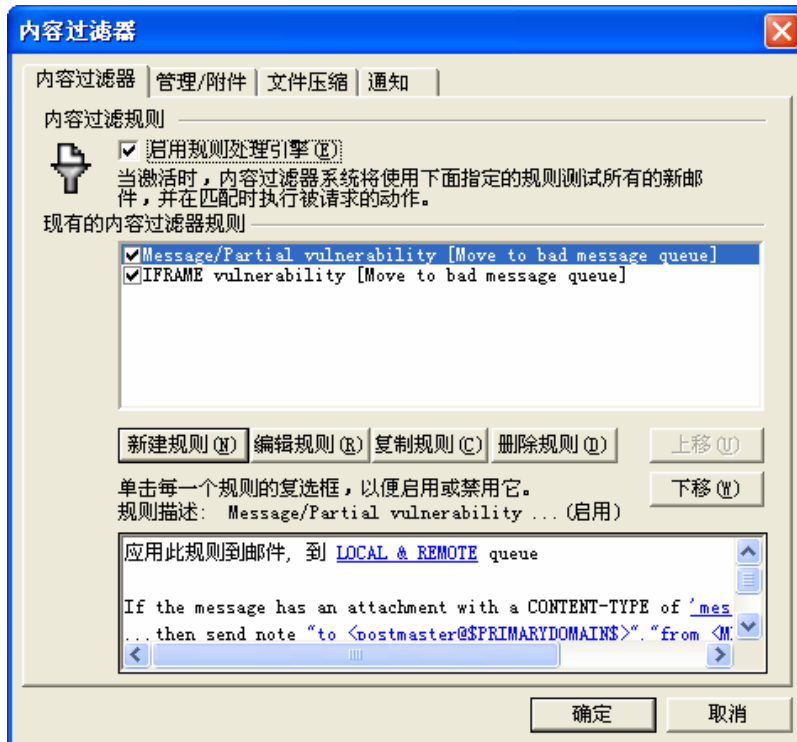 内容过滤器
内容过滤器 管理/附件 文件压缩 通知
内容过滤规则
启用规则处理引擎(E)
当激活时，内容过滤器系统将使用下面指定的规则测试所有的新邮
件，并在匹配时执行被请求的动作。
现有的内容过滤器规则
Message/Partial vulnerability [Move to bad message queue]
IFRAME vulnerability [Move to bad message queue]
新建规则(N) 编辑规则(R) 复制规则(C) 删除规则(D) 上移(U)
单击每一个规则的复选框，以便启用或禁用它。 下移(W)
规则描述: Message/Partial vulnerability ... (启用)
应用此规则到邮件, 到 LOCAL & REMOTE queue
If the message has an attachment with a CONTENT-TYPE of 'mes
...then send note "to <postmaster@$PRIMARYDOMAIN$>","from <M
确定 取消